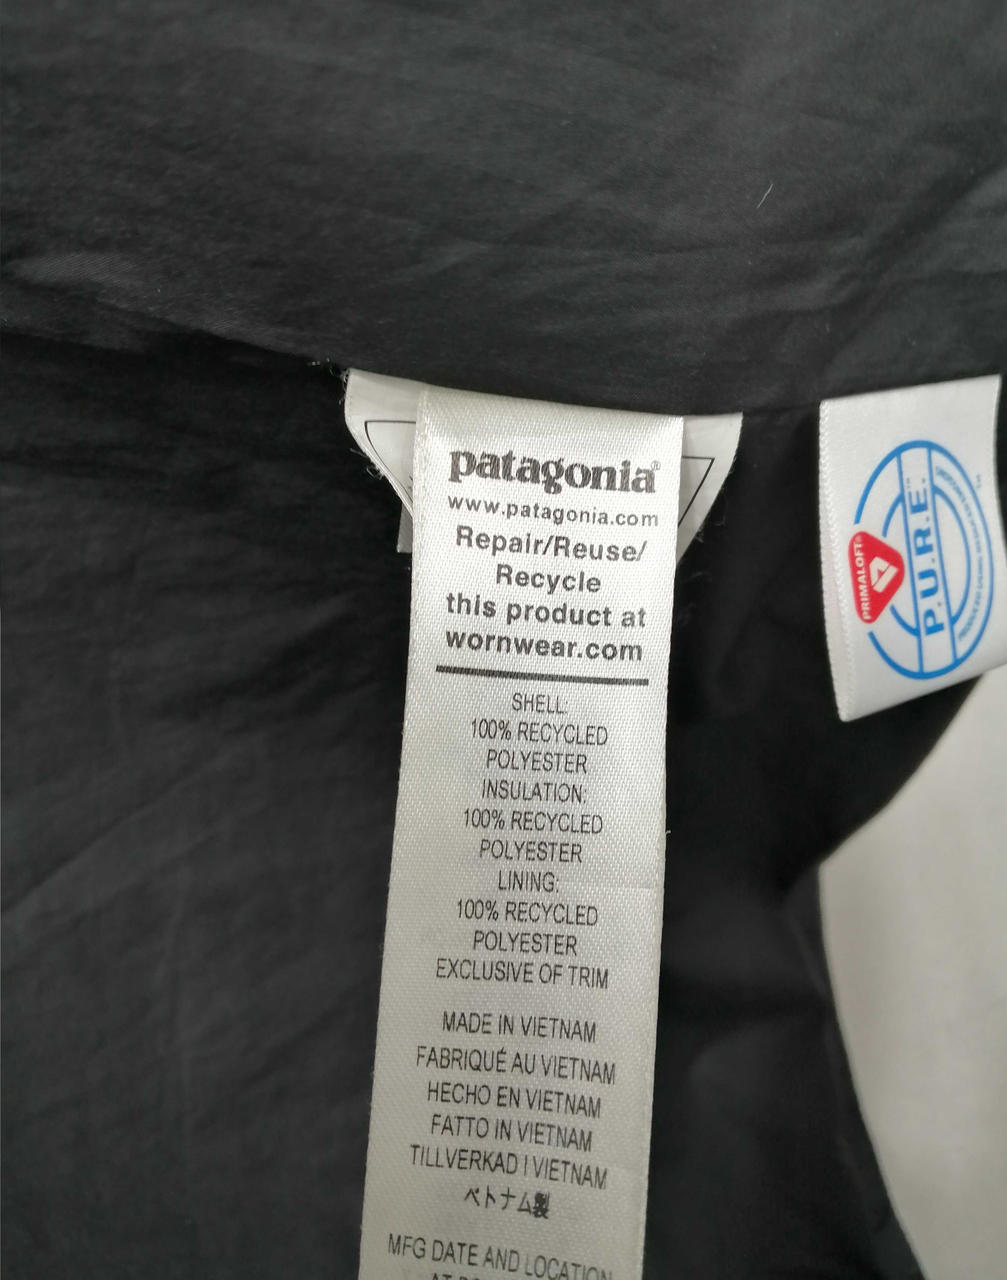 patagonia®
www.patagonia.com
Repair/Reuse/
Recycle
this product at
wornwear.com
SHELL:
100% RECYCLED
POLYESTER
INSULATION:
100% RECYCLED
POLYESTER
LINING:
100% RECYCLED
POLYESTER
EXCLUSIVE OF TRIM
MADE IN VIETNAM
FABRIQUÉ AU VIETNAM
HECHO EN VIETNAM
FATTO IN VIETNAM
TILLVERKAD I VIETNAM
ベトナム製
MFG DATE AND LOCATION
PRIMALOFT®
P.U.R.E.™